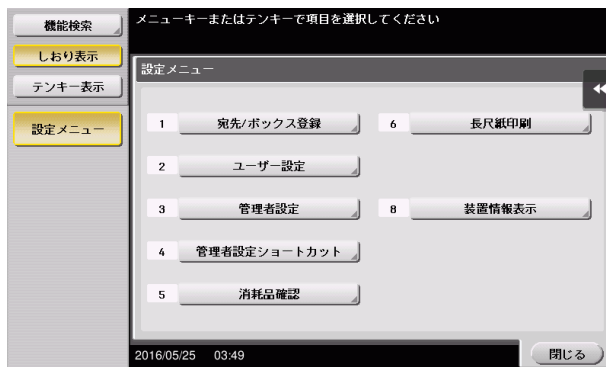 機能検索
しおり表示
テンキー表示
設定メニュー
メニューキーまたはテンキーで項目を選択してください
設定メニュー
1 宛先/ボックス登録
6 長尺紙印刷
2 ユーザー設定
3 管理者設定
8 装置情報表示
4 管理者設定ショートカット
5 消耗品確認
2016/05/25 03:49
閉じる